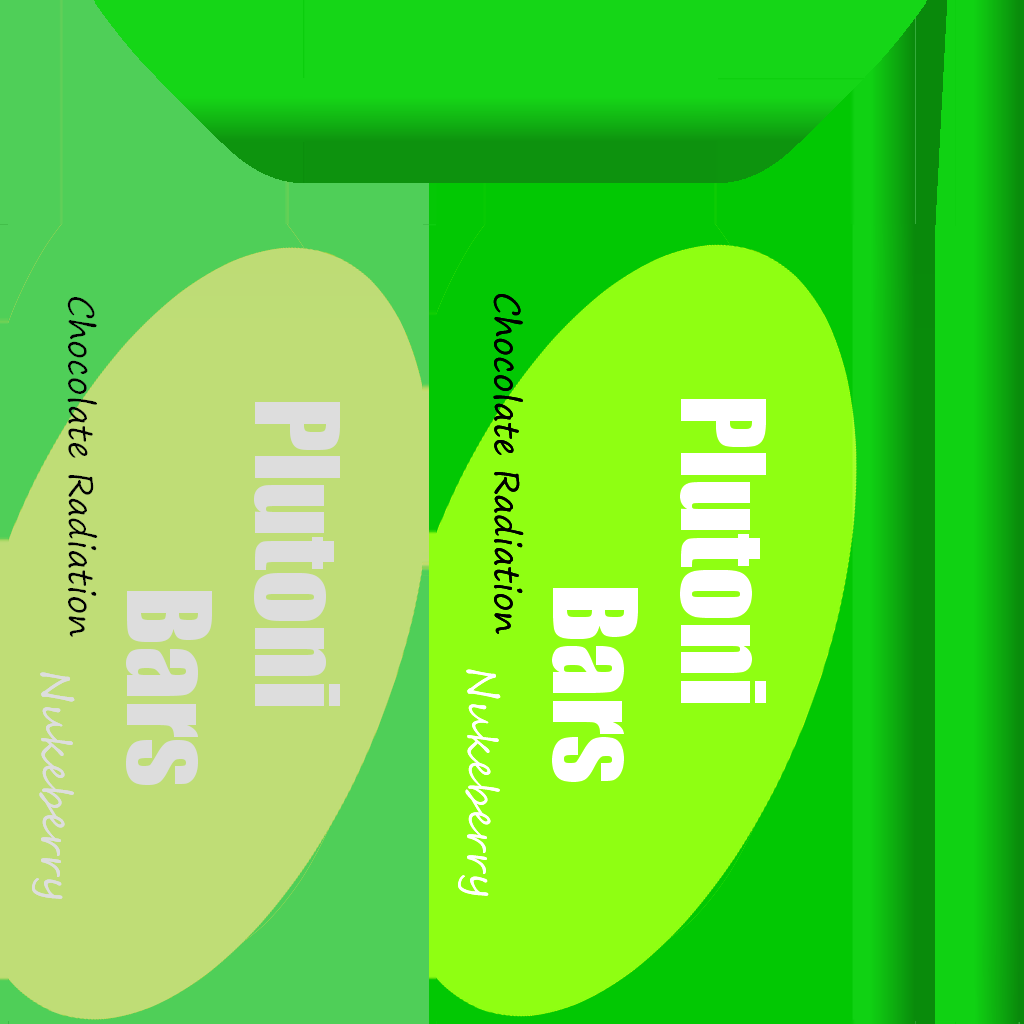 Plutoni
Bars
Chocolate Radiation
Nukeberry
Plutoni
Bars
Chocolate Radiation
Nukeberry